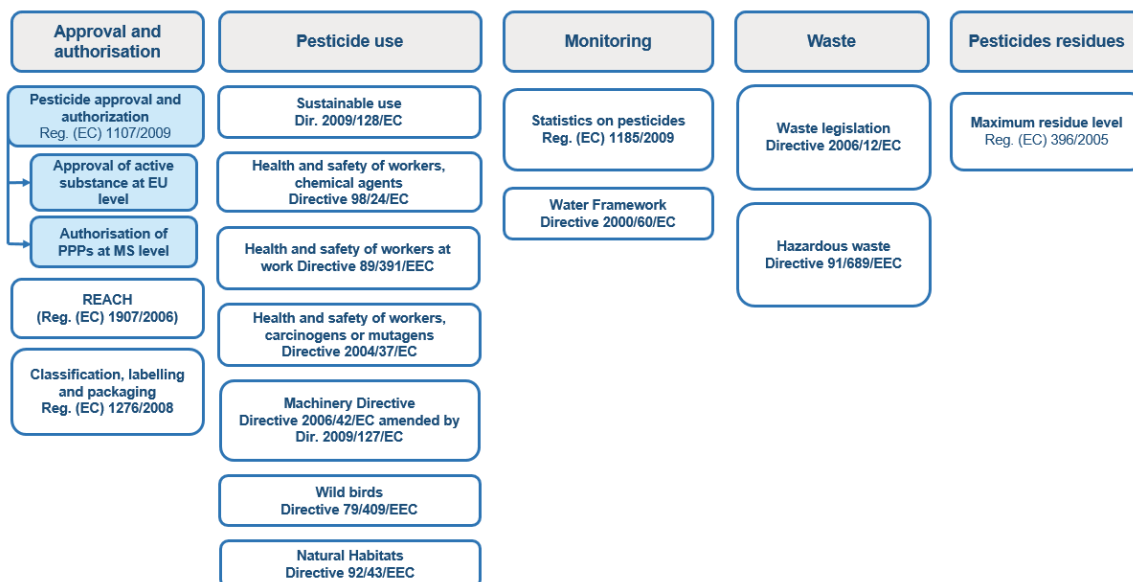 Approval and
authorisation
Pesticide use
Monitoring
Waste
Pesticides residues
Pesticide approval and
authorization
Reg. (EC) 1107/2009
Approval of active
substance at EU
level
Authorisation of
PPPs at MS level
REACH
(Reg. (EC) 1907/2006)
Classification, labelling
and packaging
Reg. (EC) 1276/2008
Sustainable use
Dir. 2009/128/EC
Health and safety of workers,
chemical agents
Directive 98/24/EC
Health and safety of workers at
work Directive 89/391/EEC
Health and safety of workers,
carcinogens or mutagens
Directive 2004/37/EC
Machinery Directive
Directive 2006/42/EC amended by
Dir. 2009/127/EC
Wild birds
Directive 79/409/EEC
Natural Habitats
Directive 92/43/EEC
Statistics on pesticides
Reg. (EC) 1185/2009
Water Framework
Directive 2000/60/EC
Waste legislation
Directive 2006/12/EC
Hazardous waste
Directive 91/689/EEC
Maximum residue level
Reg. (EC) 396/2005